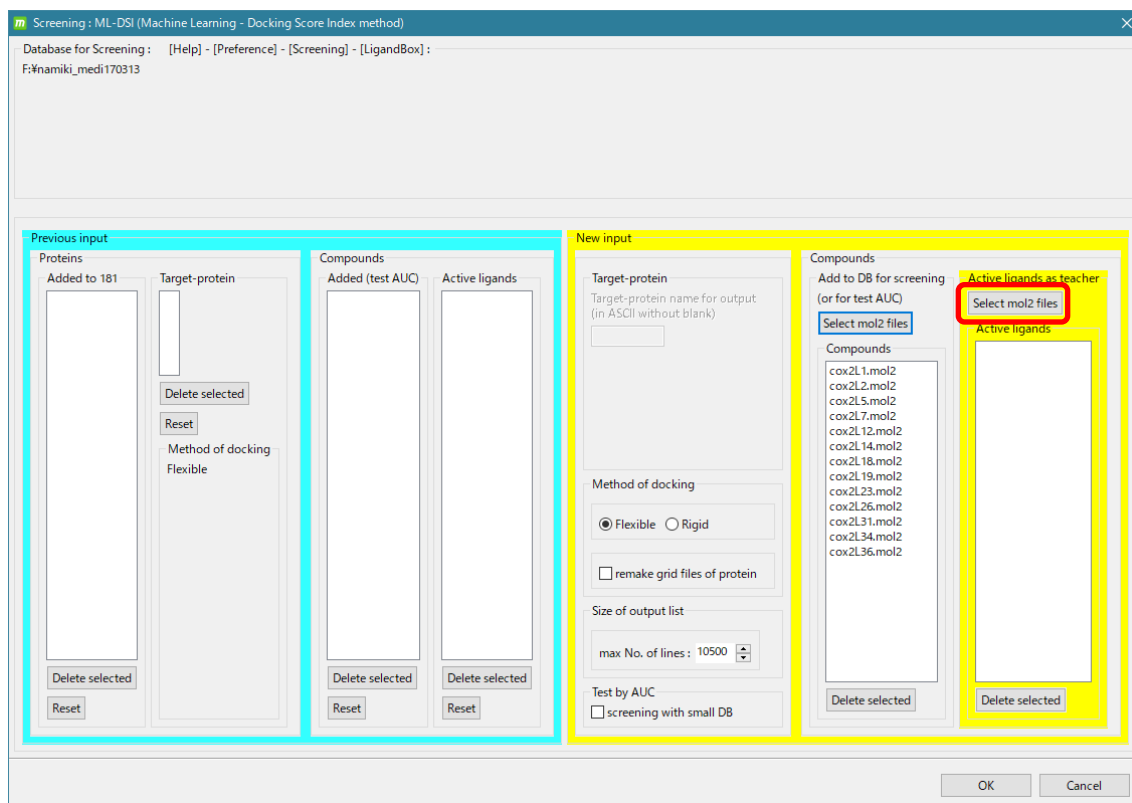 Screening : ML-DSI (Machine Learning - Docking Score Index method)
Database for Screening : [Help] - [Preference] - [Screening] - [LigandBox] :
F:¥namiki_medi170313
Previous input
Proteins
Added to 181
Delete selected
Reset
Target-protein
Delete selected
Reset
Method of docking
Flexible
Compounds
Added (test AUC)
Delete selected
Reset
Active ligands
Delete selected
Reset
New input
Target-protein
Target-protein name for output
(in ASCII without blank)
Method of docking
Flexible
Rigid
remake grid files of protein
Size of output list
max No. of lines : 10500
Test by AUC
screening with small DB
Compounds
Add to DB for screening
(or for test AUC)
Select mol2 files
Compounds
cox2L1.mol2
cox2L2.mol2
cox2L5.mol2
cox2L7.mol2
cox2L12.mol2
cox2L14.mol2
cox2L18.mol2
cox2L19.mol2
cox2L23.mol2
cox2L26.mol2
cox2L31.mol2
cox2L34.mol2
cox2L36.mol2
Delete selected
Active ligands as teacher
Select mol2 files
Active ligands
Delete selected
OK
Cancel